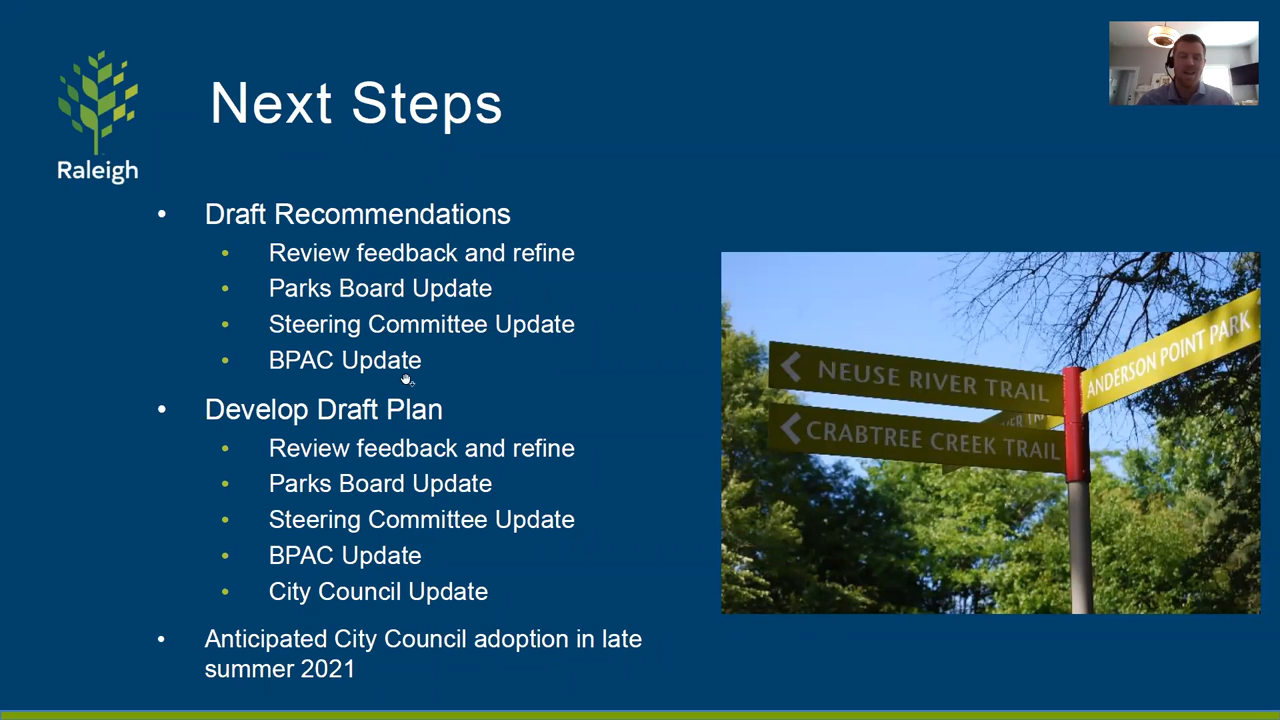 Raleigh
Next Steps
• Draft Recommendations
• Review feedback and refine
• Parks Board Update
• Steering Committee Update
• BPAC Update
• Develop Draft Plan
• Review feedback and refine
• Parks Board Update
• Steering Committee Update
• BPAC Update
• City Council Update
• Anticipated City Council adoption in late
summer 2021
NEUSE RIVER TRAIL
CRABTREE CREEK TRAIL
ANDERSON POINT PARK